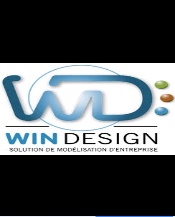 WD:
WIN DESIGN
SOLUTION DE MODÉLISATION D'ENTREPRISE